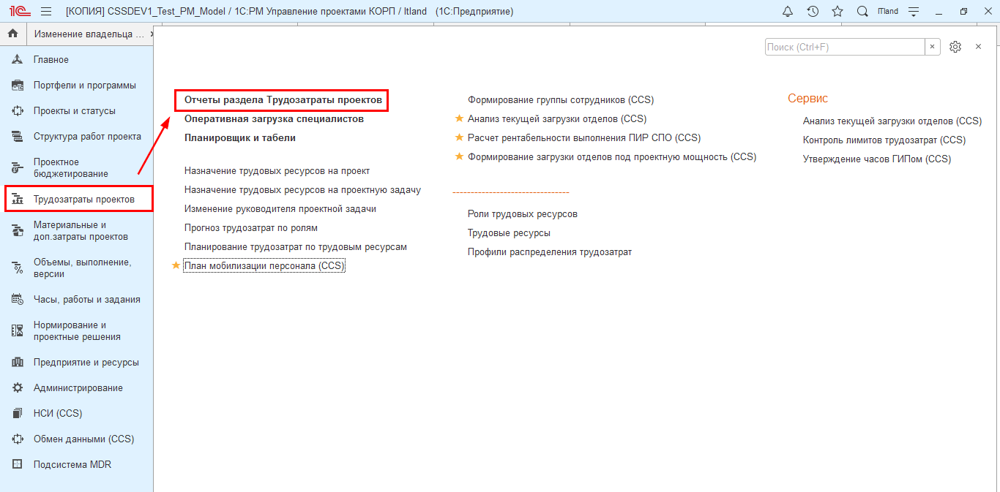 [КОПИЯ] CSSDEV1_Test_PM_Model / 1С:РМ Управление проектами КОРП / Itland (1С:Предприятие)
ITland
Изменение владельца ...
Главное
Портфели и программы
Проекты и статусы
Структура работ проекта
Проектное
бюджетирование
Трудозатраты проектов
Материальные и
доп.затраты проектов
Объемы, выполнение,
версии
Часы, работы и задания
Нормирование и
проектные решения
Предприятие и ресурсы
Администрирование
НСИ (CCS)
Обмен данными (CCS)
Подсистема MDR
Поиск (Ctrl+F)
Отчеты раздела Трудозатраты проектов
Оперативная загрузка специалистов
Планировщик и табели
Назначение трудовых ресурсов на проект
Назначение трудовых ресурсов на проектную задачу
Изменение руководителя проектной задачи
Прогноз трудозатрат по ролям
Планирование трудозатрат по трудовым ресурсам
План мобилизации персонала (CCS)
Формирование группы сотрудников (CCS)
Анализ текущей загрузки отделов (CCS)
Расчет рентабельности выполнения ПИР СПО (CCS)
Формирование загрузки отделов под проектную мощность (CCS)
--------------------------------
Роли трудовых ресурсов
Трудовые ресурсы
Профили распределения трудозатрат
Сервис
Анализ текущей загрузки отделов (CCS)
Контроль лимитов трудозатрат (CCS)
Утверждение часов ГИПом (CCS)